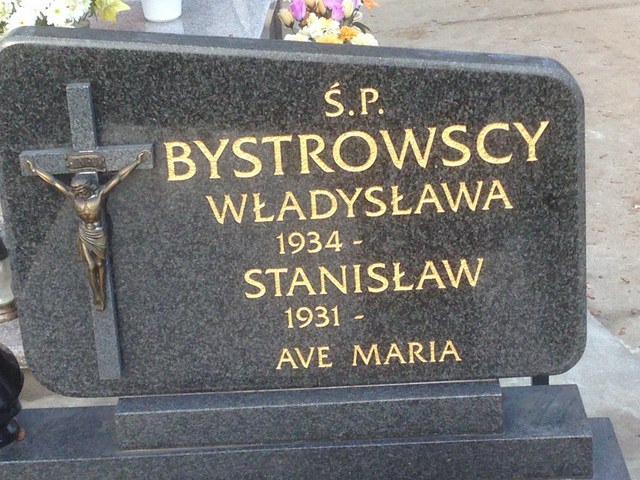 Ś.P.
BYSTROWSCY
WŁADYSŁAWA
1934 -
STANISŁAW
1931 -
AVE MARIA